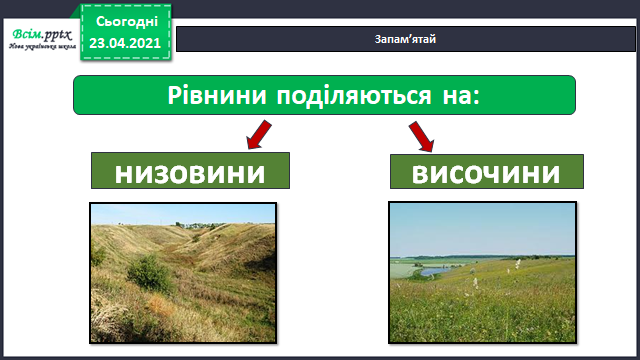 Всім.pptx
Нова українська школа
Сьогодні
23.04.2021
Запам’ятай
Рівнини поділяються на:
низовини
височини